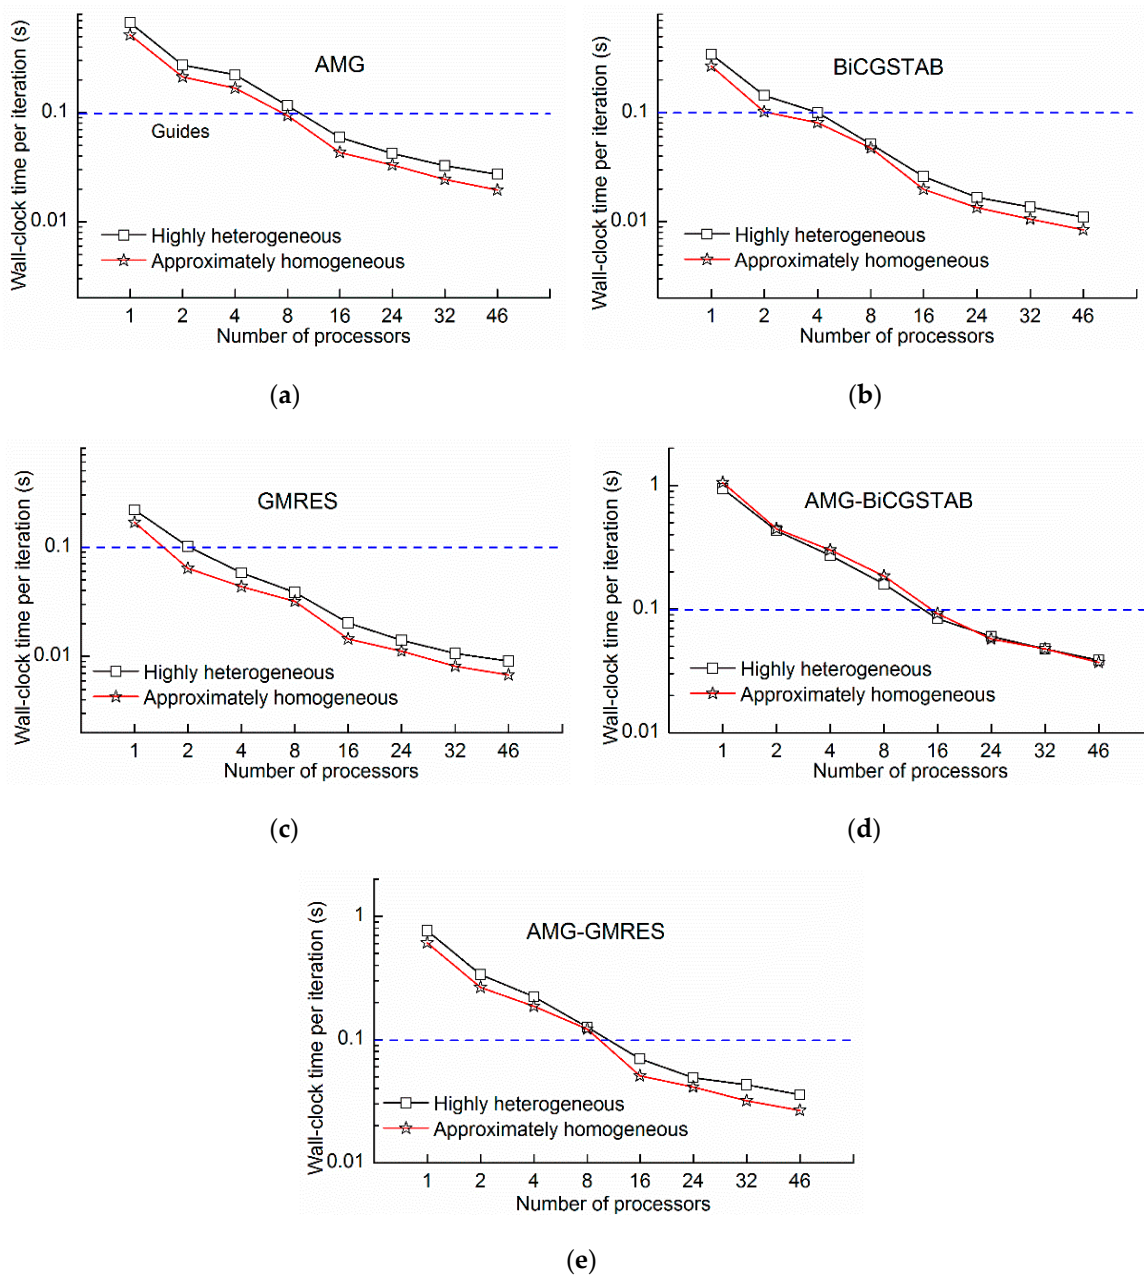 AMG
Wall-clock time per iteration (s)
0.1
0.01
Guides
Highly heterogeneous
Approximately homogeneous
1 2 4 8 16 24 32 46
Number of processors
(a)
BiCGSTAB
Wall-clock time per iteration (s)
0.1
0.01
Highly heterogeneous
Approximately homogeneous
1 2 4 8 16 24 32 46
Number of processors
(b)
GMRES
Wall-clock time per iteration (s)
0.1
0.01
Highly heterogeneous
Approximately homogeneous
1 2 4 8 16 24 32 46
Number of processors
(c)
AMG-BiCGSTAB
Wall-clock time per iteration (s)
1
0.1
0.01
Highly heterogeneous
Approximately homogeneous
1 2 4 8 16 24 32 46
Number of processors
(d)
AMG-GMRES
Wall-clock time per iteration (s)
1
0.1
0.01
Highly heterogeneous
Approximately homogeneous
1 2 4 8 16 24 32 46
Number of processors
(e)